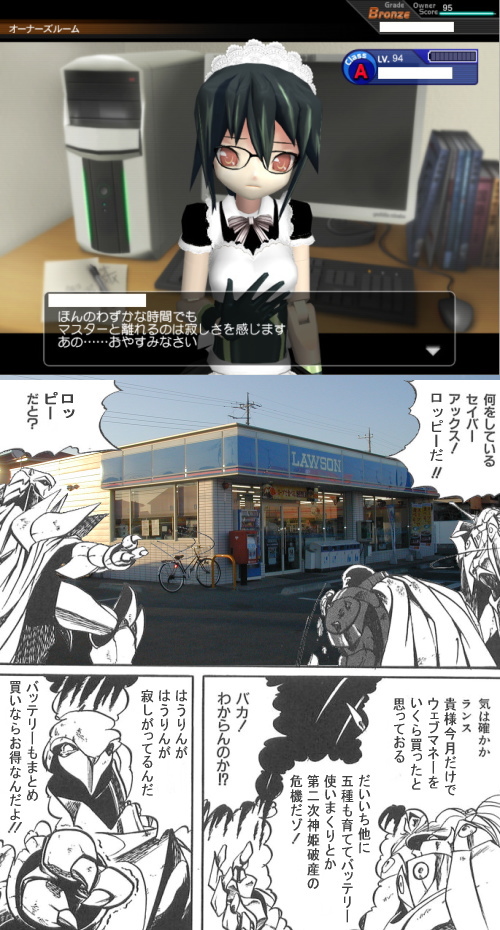 Grade
Bronze
Owner
Score
95
オーナーズルーム
Class
A
LV. 94
ほんのわずかな時間でも
マスターと離れるのは寂しさを感じます
あの……おやすみなさい
何をしている
セイバー
アックス!
ロッピーだ!!
ロッ
ピー
だと?
LAWSON
気は確かか
ランス
貴様今月だけで
ウェブマネーを
いくら買ったと
思っておる
だいいち他に
五種も育ててバッテリー
使いまくりとか
第二次神姫破産の
危機だゾ!
バカ!
わからんのか!?
はうりんが
はうりんが
寂しがってるんだ
バッテリーもまとめ
買いならお得なんだよ!!